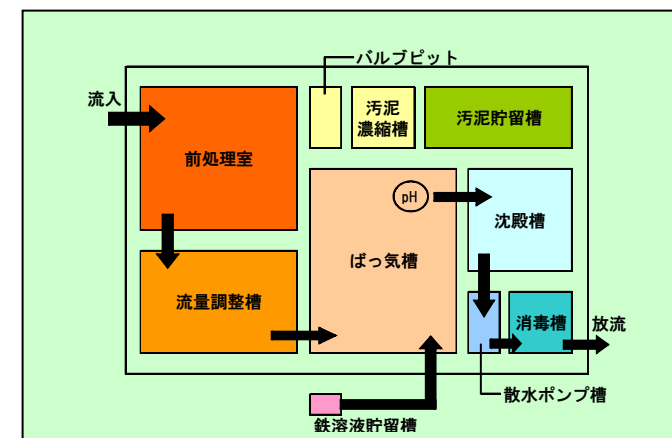 バルブピット
流入
汚泥
濃縮槽
汚泥貯留槽
前処理室
pH
沈殿槽
ばっ気槽
流量調整槽
消毒槽
放流
散水ポンプ槽
鉄溶液貯留槽